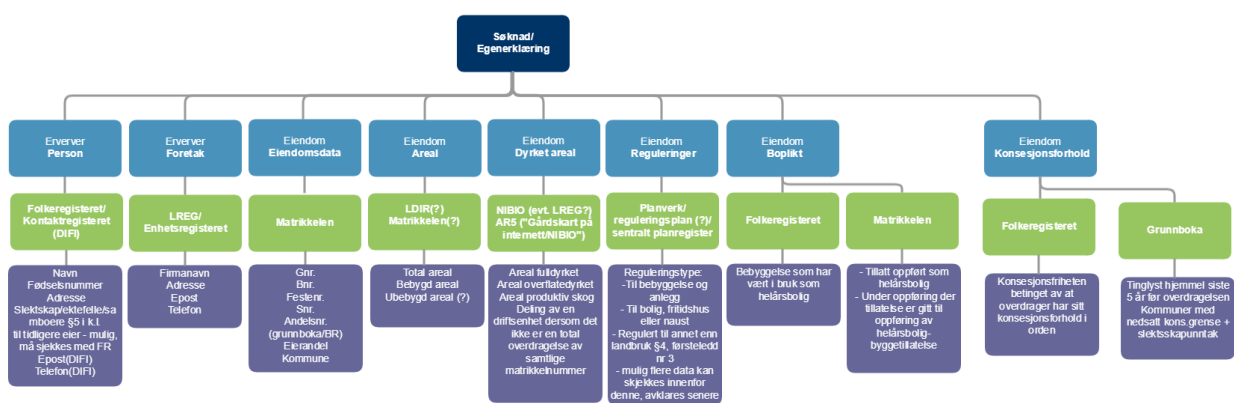 Søknad/
Egenerklæring
Erverver
Person
Erverver
Foretak
Eiendom
Eiendomsdata
Eiendom
Areal
Eiendom
Dyrket areal
Eiendom
Reguleringer
Eiendom
Boplikt
Eiendom
Konsesjonsforhold
Folkeregisteret/
Kontaktregisteret
(DIFI)
LREG/
Enhetsregisteret
Matrikkelen
LDIR(?)
Matrikkelen(?)
NIBIO (evt. LREG?)
AR5 ("Gårdskart på
internett/NIBIO")
Planverk/
reguleringsplan (?)/
sentralt planregister
Folkeregisteret
Matrikkelen
Folkeregisteret
Grunnboka
Navn
Fødselsnummer
Adresse
Slektskap/ektefelle/sa
mboere §5 i k.l.
til tidligere eier - mulig,
må sjekkes med FR
Epost(DIFI)
Telefon(DIFI)
Firmanavn
Adresse
Epost
Telefon
Gnr.
Bnr.
Festenr.
Snr.
Andelsnr.
(grunnboka/BR)
Eierandel
Kommune
Total areal
Bebygd areal
Ubebygd areal (?)
Areal fulldyrket
Areal overflatedyrket
Areal produktiv skog
Deling av en
driftsenhet dersom det
ikke er en total
overdragelse av
samtlige
matrikkelnummer
Reguleringstype:
-Til bebyggelse og
anlegg
- Til bolig, fritidshus
eller naust
- Regulert til annet enn
landbruk §4, førsteledd
nr 3
- mulig flere data kan
skjekkes innenfor
denne, avklares senere
Bebyggelse som har
vært i bruk som
helårsbolig
- Tillatt oppført som
helårsbolig
- Under oppføring der
tillatelse er gitt til
oppføring av
helårsbolig-
byggetillatelse
Konsesjonsfriheten
betinget av at
overdrager har sitt
konsesjonsforhold i
orden
Tinglyst hjemmel siste
5 år før overdragelsen
Kommuner med
nedsatt kons.grense +
slektsskapunntak